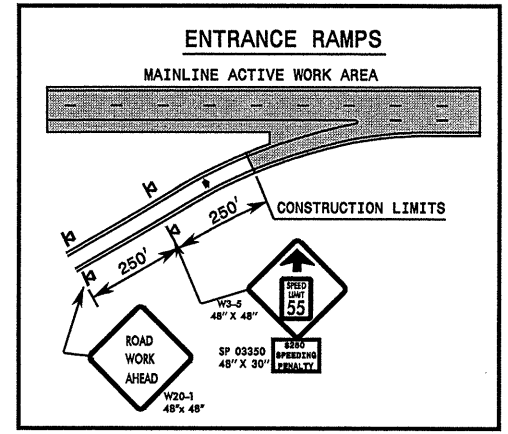 ENTRANCE RAMPS
MAINLINE ACTIVE WORK AREA
250'
CONSTRUCTION LIMITS
250'
SPEED
LIMIT
55
W3-5
48" X 48"
ROAD
WORK
AHEAD
SP 03350
48" X 30"
$250
SPEEDING
PENALTY
W20-1
48"x 48"